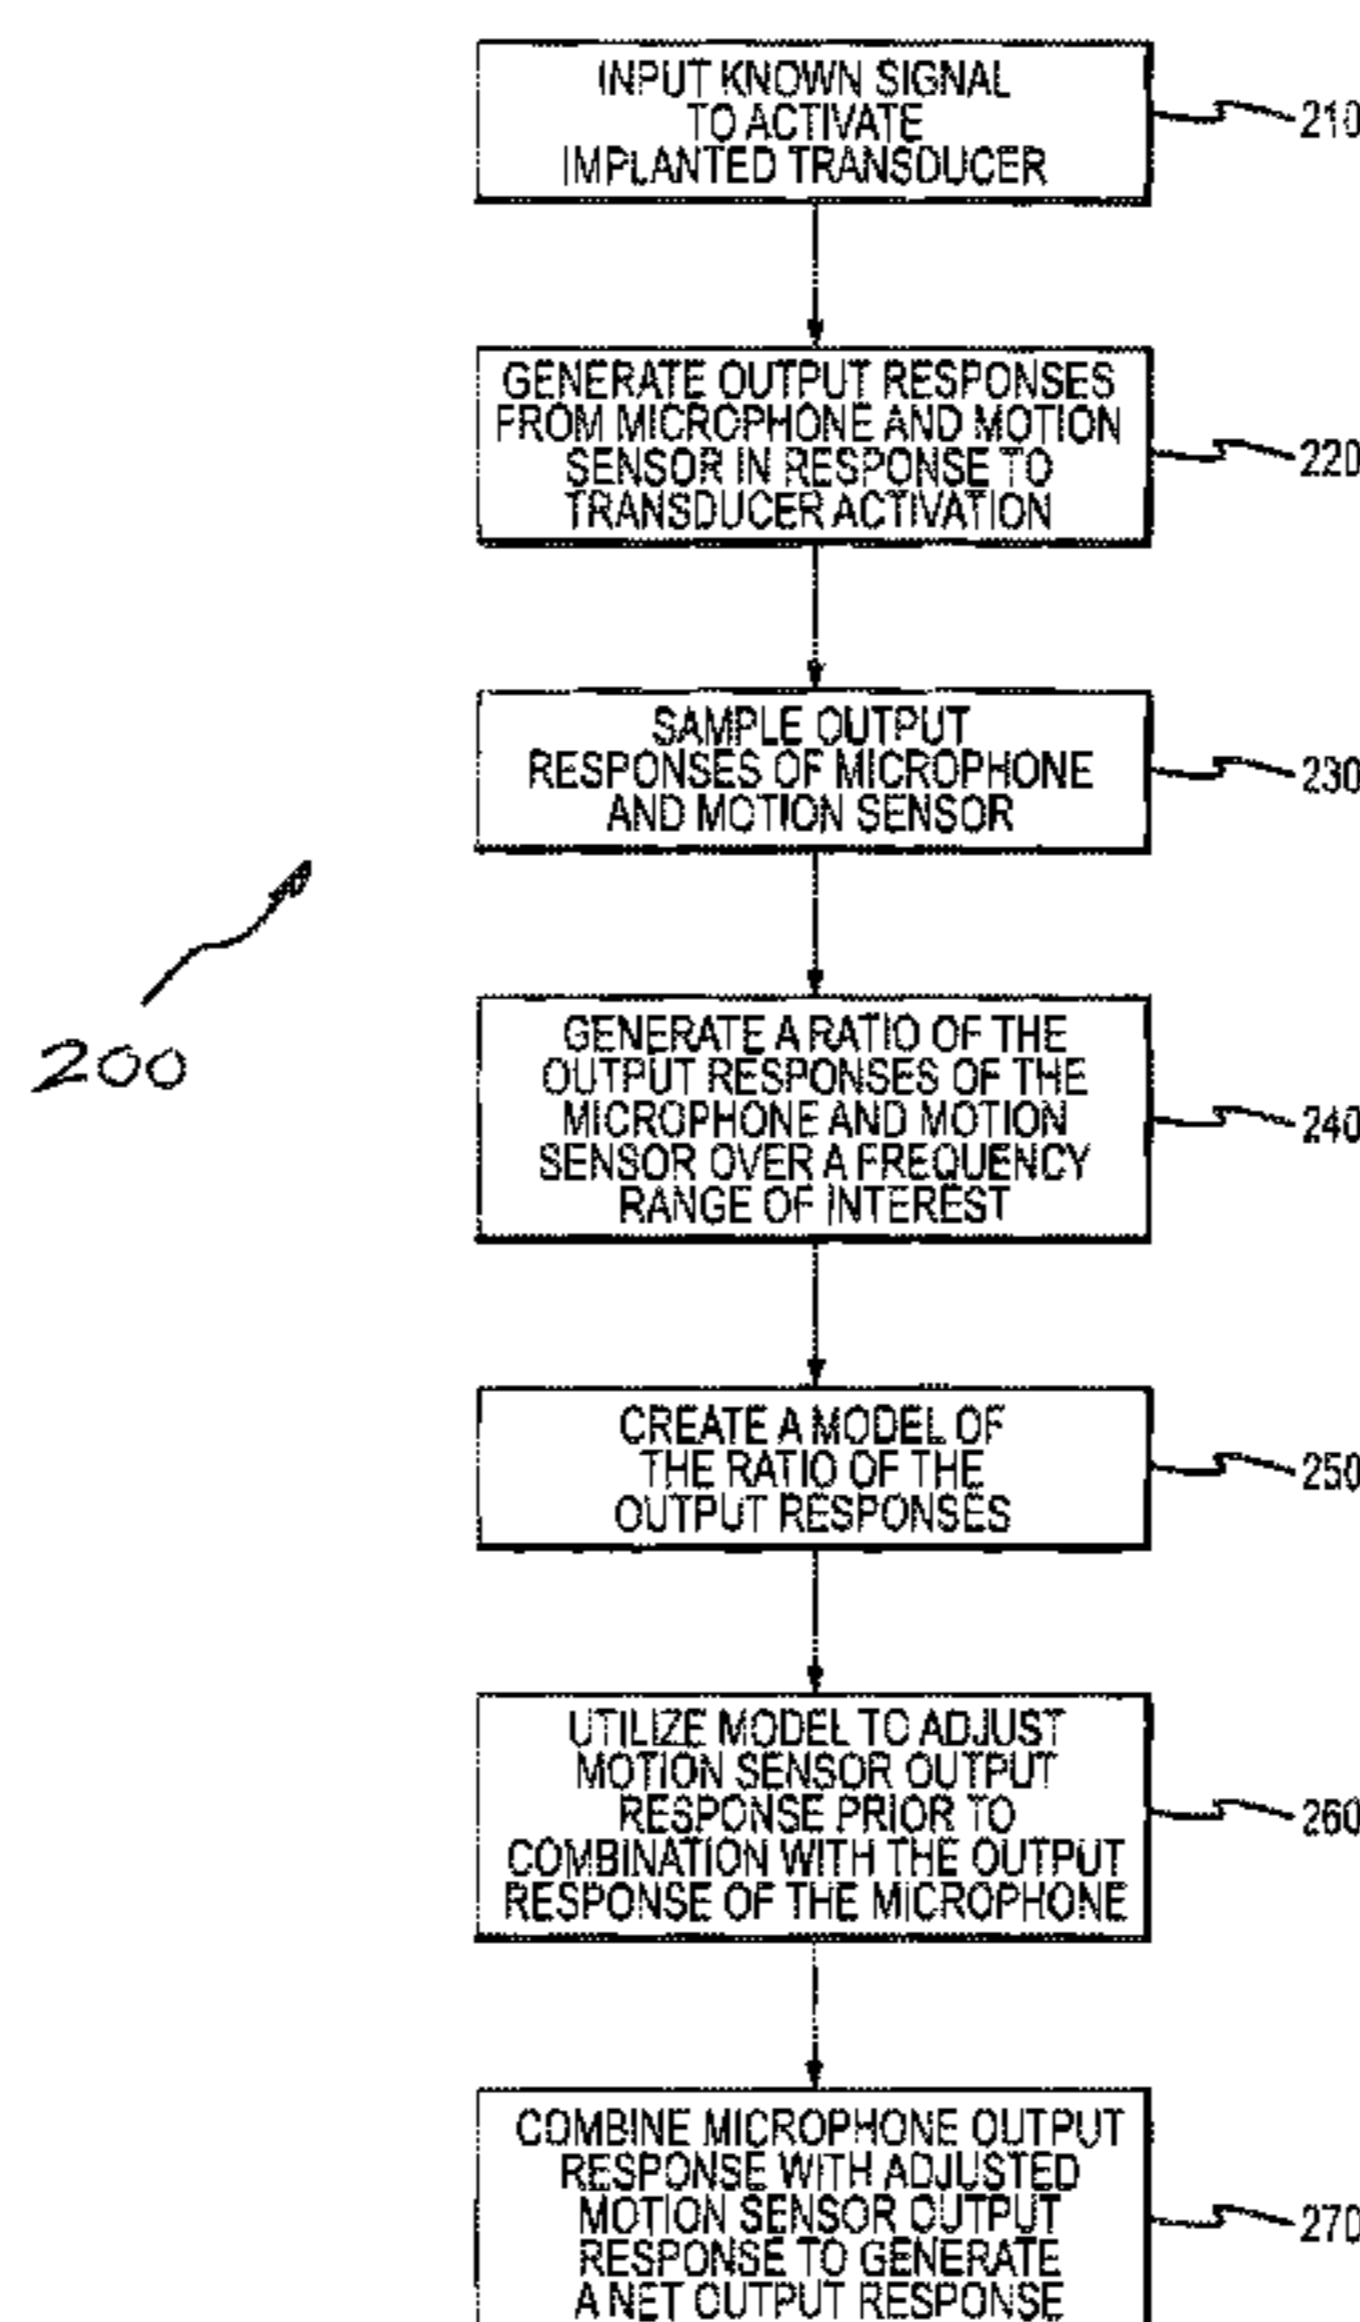 INPUT KNOWN SIGNAL
TO ACTIVATE
IMPLANTED TRANSDUCER
210
GENERATE OUTPUT RESPONSES
FROM MICROPHONE AND MOTION
SENSOR IN RESPONSE TO
TRANSDUCER ACTIVATION
220
SAMPLE OUTPUT
RESPONSES OF MICROPHONE
AND MOTION SENSOR
230
200
GENERATE A RATIO OF THE
OUTPUT RESPONSES OF THE
MICROPHONE AND MOTION
SENSOR OVER A FREQUENCY
RANGE OF INTEREST
240
CREATE A MODEL OF
THE RATIO OF THE
OUTPUT RESPONSES
250
UTILIZE MODEL TO ADJUST
MOTION SENSOR OUTPUT
RESPONSE PRIOR TO
COMBINATION WITH THE OUTPUT
RESPONSE OF THE MICROPHONE
260
COMBINE MICROPHONE OUTPUT
RESPONSE WITH ADJUSTED
MOTION SENSOR OUTPUT
RESPONSE TO GENERATE
A NET OUTPUT RESPONSE
270